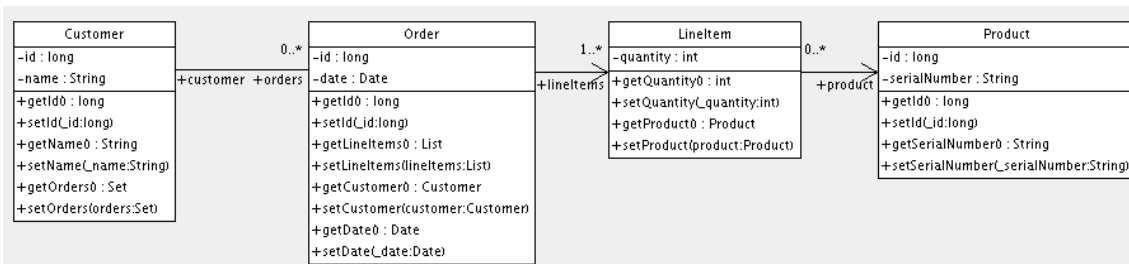 Customer
-id : long
-name : String
+getId() : long
+setId(_id:long)
+getName() : String
+setName(_name:String)
+getOrders() : Set
+setOrders(orders:Set)
+customer
+orders
0..*
Order
-id : long
-date : Date
+getId() : long
+setId(_id:long)
+getLineItems() : List
+setLineItems(lineItems:List)
+getCustomer() : Customer
+setCustomer(customer:Customer)
+getDate() : Date
+setDate(_date:Date)
1..*
+lineItems
LineItem
-quantity : int
+getQuantity() : int
+setQuantity(_quantity:int)
+getProduct() : Product
+setProduct(product:Product)
0..*
+product
Product
-id : long
-serialNumber : String
+getId() : long
+setId(_id:long)
+getSerialNumber() : String
+setSerialNumber(_serialNumber:String)